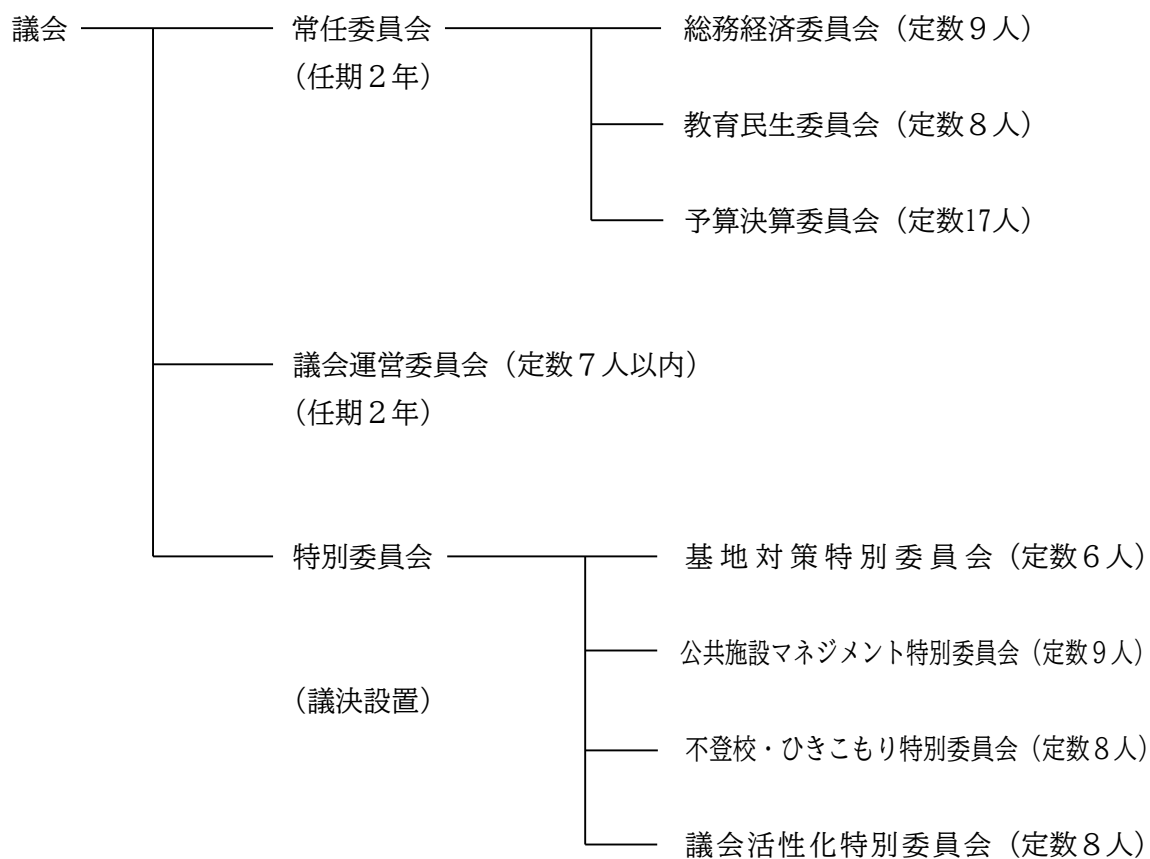 議会 常任委員会 総務経済委員会（定数９人）
（任期２年）
教育民生委員会（定数８人）
予算決算委員会（定数17人）
議会運営委員会（定数７人以内）
（任期２年）
特別委員会 基地対策特別委員会（定数６人）
公共施設マネジメント特別委員会（定数９人）
（議決設置）
不登校・ひきこもり特別委員会（定数８人）
議会活性化特別委員会（定数８人）